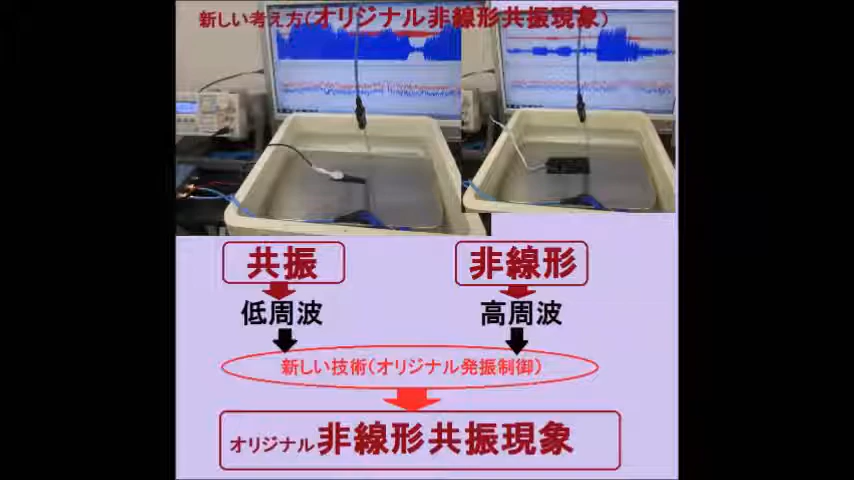 新しい考え方(オリジナル非線形共振現象)
共振
非線形
低周波
高周波
新しい技術(オリジナル発振制御)
オリジナル非線形共振現象